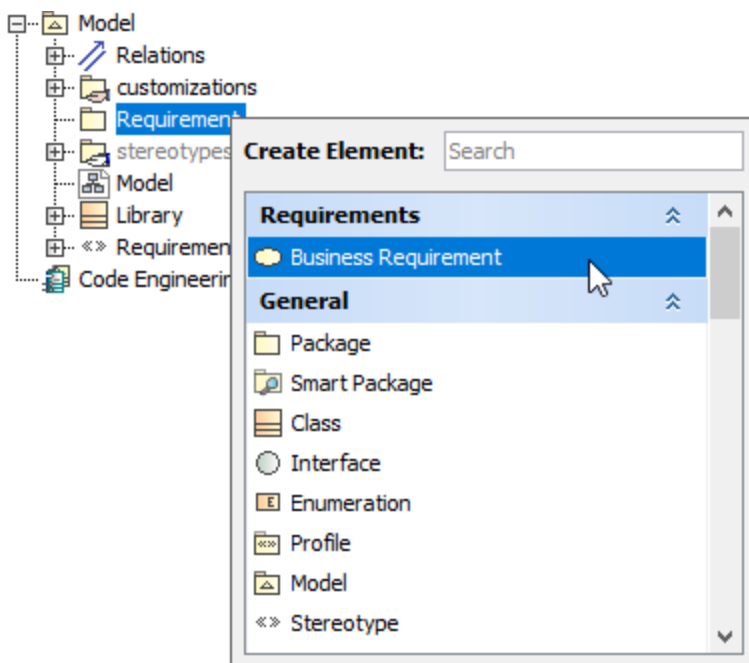 Model
Relations
customizations
Requirement
stereotypes
Model
Library
Requiremen
Code Engineerin
Create Element:
Search
Requirements
Business Requirement
General
Package
Smart Package
Class
Interface
E
Enumeration
Profile
Model
«» Stereotype